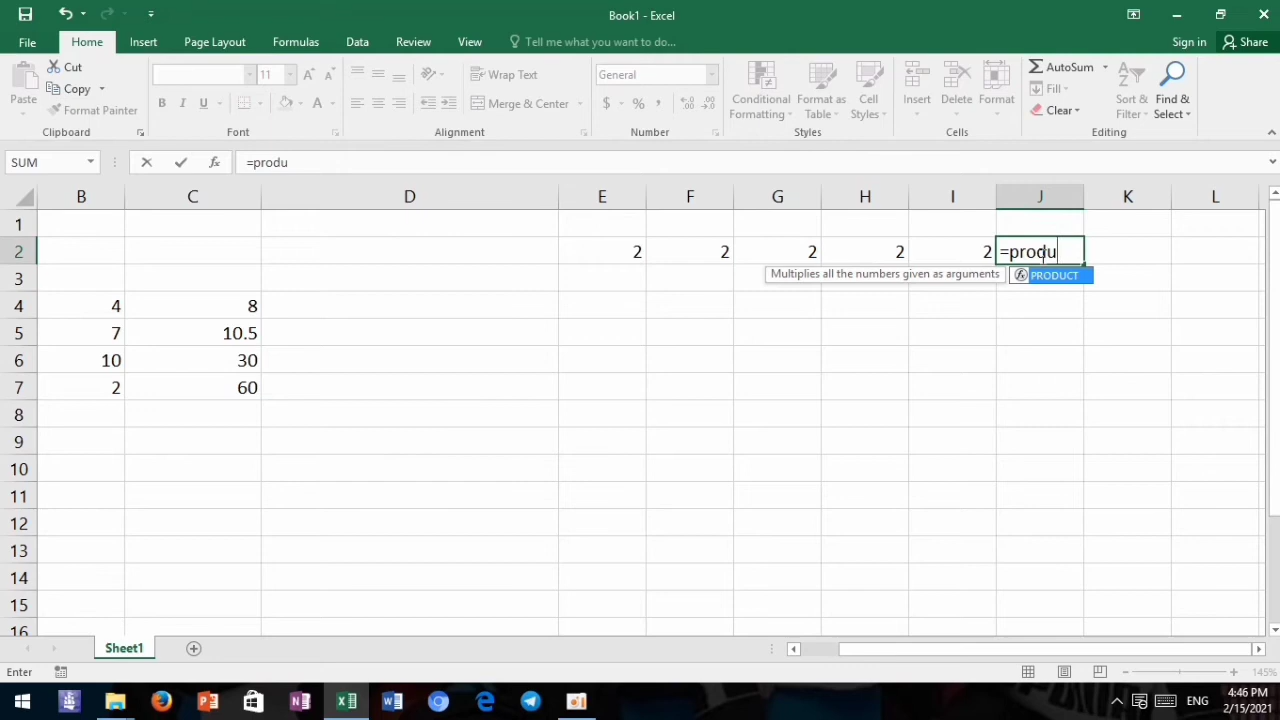 Book1 - Excel
File Home Insert Page Layout Formulas Data Review View Tell me what you want to do... Sign in Share
Paste
Cut
Copy
Format Painter
Clipboard
11
B I U
A
Font
Wrap Text
Merge & Center
Alignment
General
$ % ,
Number
Conditional Formatting
Format as Table
Cell Styles
Styles
Insert
Delete
Format
Cells
AutoSum
Fill
Clear
Sort & Filter
Find & Select
Editing
SUM fx =produ
B C D E F G H I J K L
1
2 2 2 2 2 2 =produ
3 Multiplies all the numbers given as arguments fx PRODUCT
4 4 8
5 7 10.5
6 10 30
7 2 60
8
9
10
11
12
13
14
15
16
Sheet1
Enter 145%
ENG 4:46 PM
2/15/2021